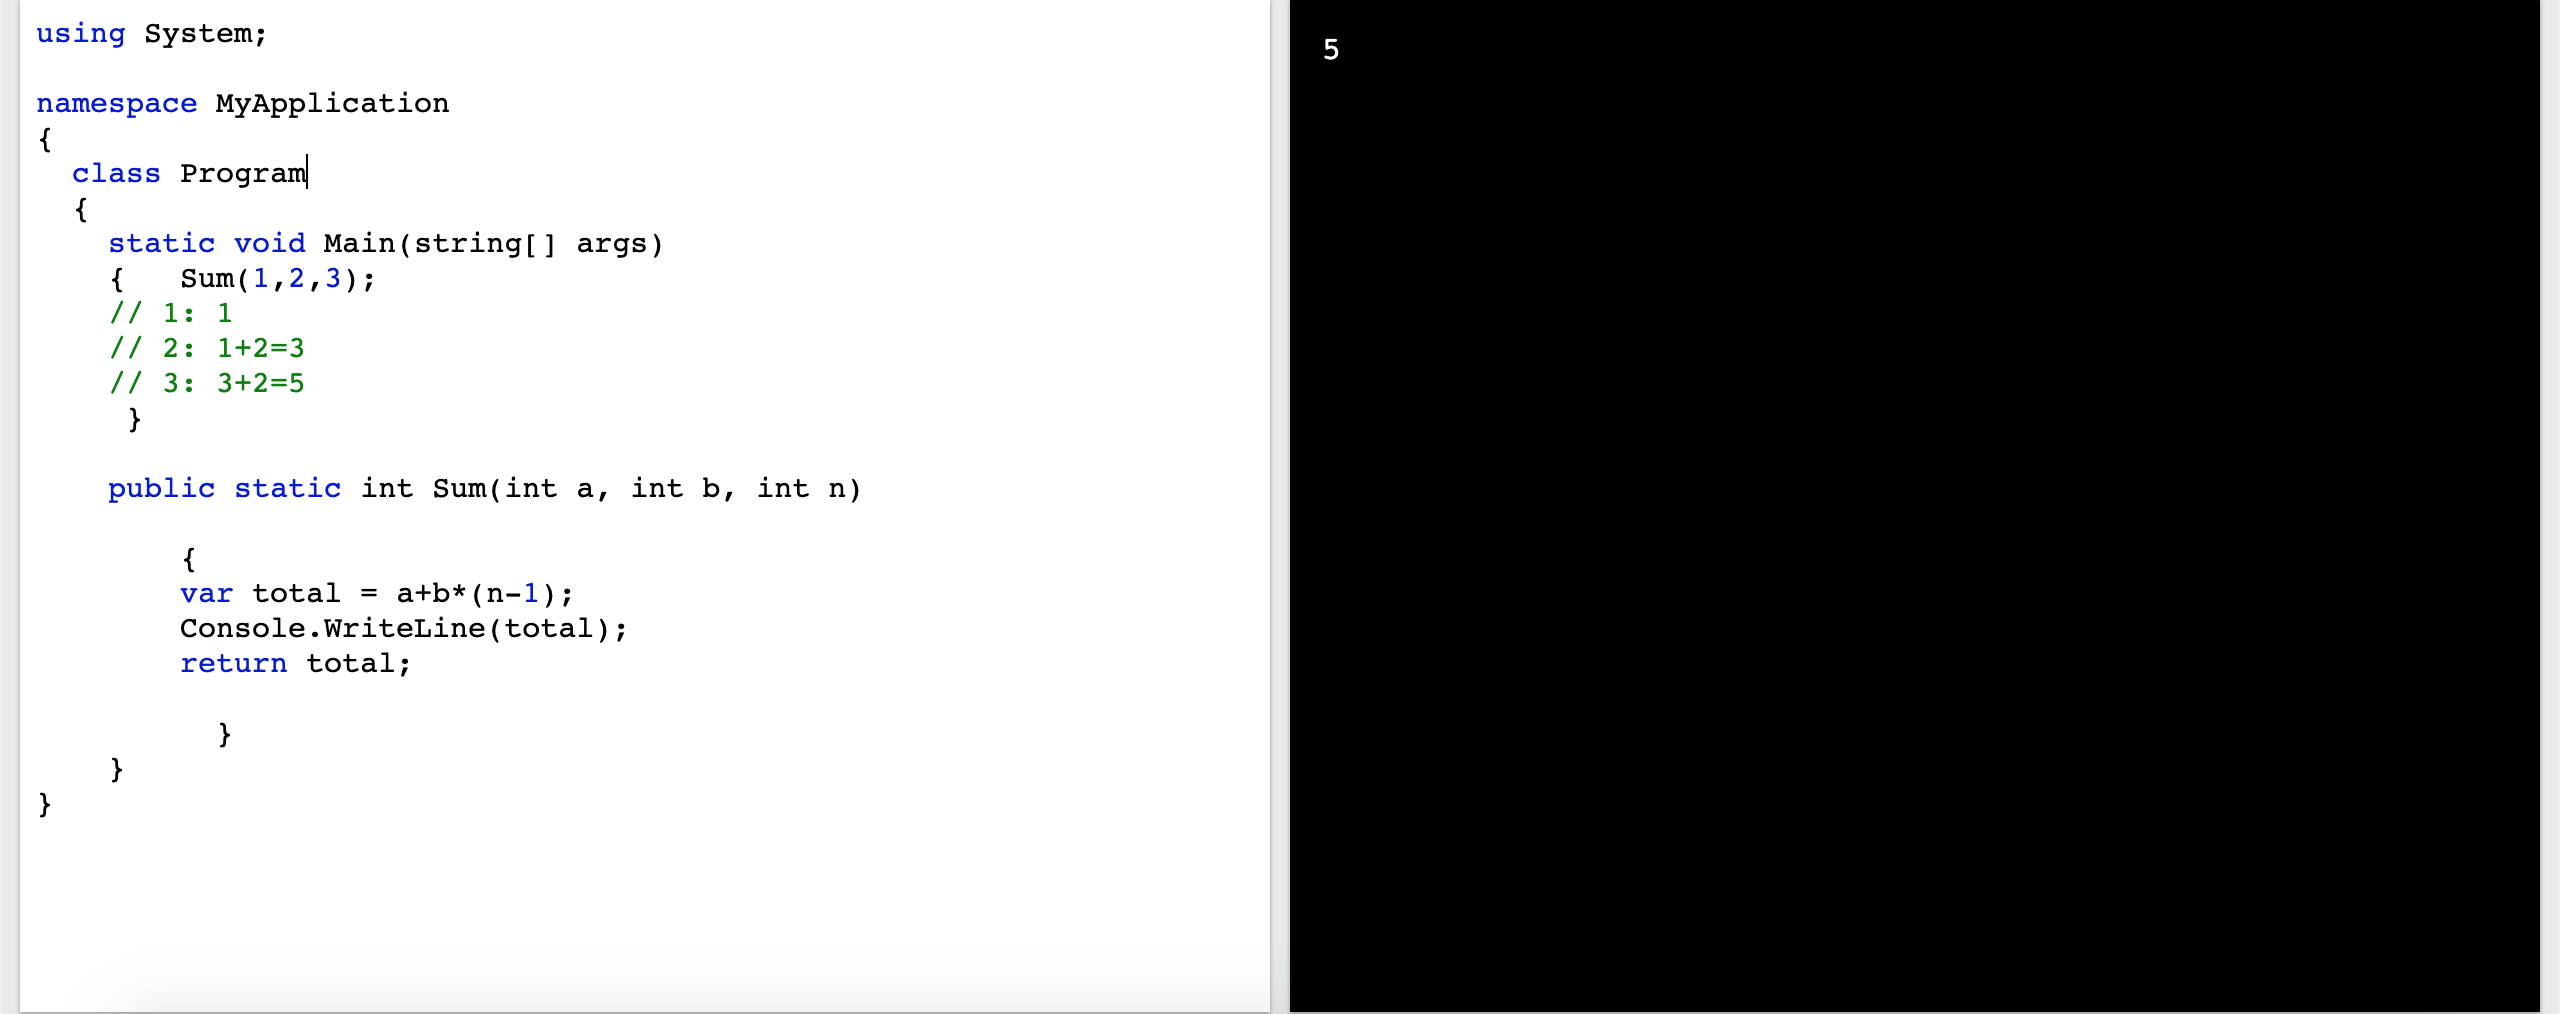 using System;
namespace MyApplication
{
class Program
{
static void Main(string[] args)
{   Sum(1,2,3);
// 1: 1
// 2: 1+2=3
// 3: 3+2=5
}
public static int Sum(int a, int b, int n)
{
var total = a+b*(n-1);
Console.WriteLine(total);
return total;
}
}
}
5